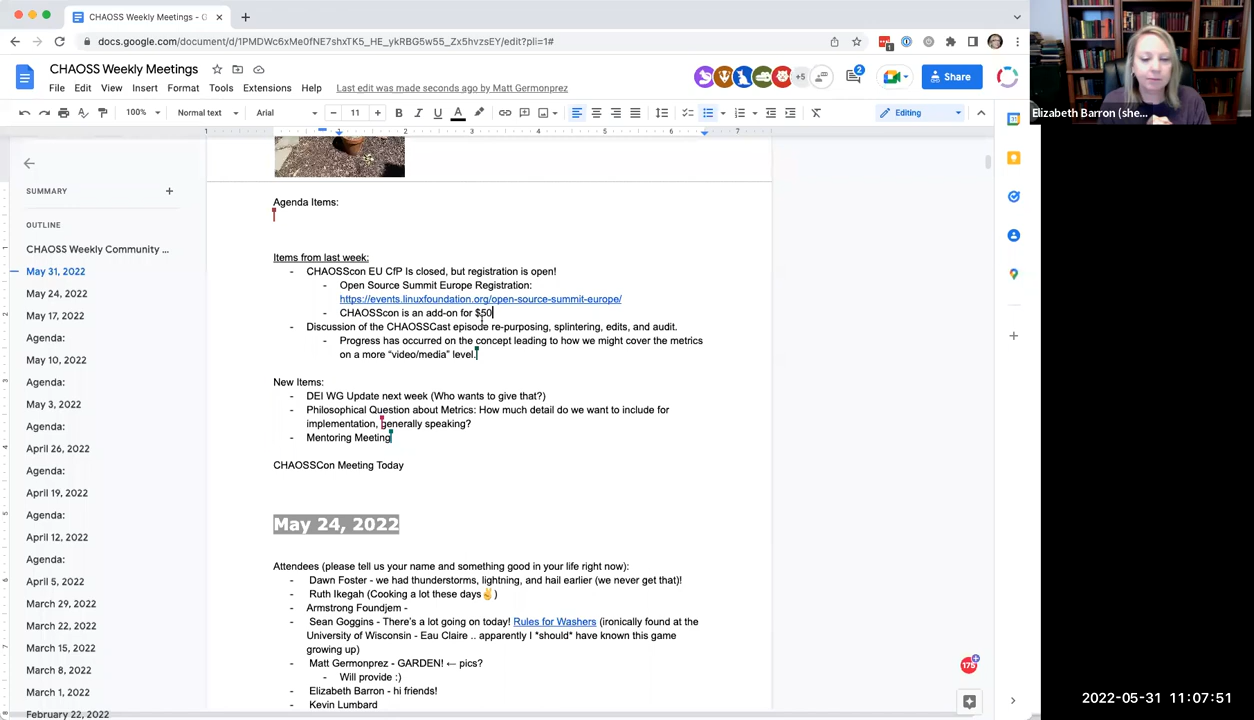 CHAOSS Weekly Meetings - G
docs.google.com/document/d/1PMDWc6xMe0fNE7shxTK5_HE_ykRBG5w55_Zx5hvzsEY/edit?pli=1#
1
CHAOSS Weekly Meetings
+5
2
Share
File Edit View Insert Format Tools Extensions Help
Last edit was made seconds ago by Matt Germonprez
100% Normal text Arial 11 B I U A Editing
1 1 2 3 4 5 6 7
Elizabeth Barron (she...
SUMMARY
OUTLINE
CHAOSS Weekly Community ...
May 31, 2022
May 24, 2022
May 17, 2022
Agenda:
May 10, 2022
Agenda:
May 3, 2022
Agenda:
April 26, 2022
Agenda:
April 19, 2022
Agenda:
April 12, 2022
Agenda:
April 5, 2022
March 29, 2022
March 22, 2022
March 15, 2022
March 8, 2022
March 1, 2022
February 22, 2022
Agenda Items:
Items from last week:
- CHAOSScon EU CfP Is closed, but registration is open!
- Open Source Summit Europe Registration:
https://events.linuxfoundation.org/open-source-summit-europe/
- CHAOSScon is an add-on for $50
- Discussion of the CHAOSSCast episode re-purposing, splintering, edits, and audit.
- Progress has occurred on the concept leading to how we might cover the metrics
on a more “video/media” level.
New Items:
- DEI WG Update next week (Who wants to give that?)
- Philosophical Question about Metrics: How much detail do we want to include for
implementation, generally speaking?
- Mentoring Meeting
CHAOSSCon Meeting Today
May 24, 2022
Attendees (please tell us your name and something good in your life right now):
- Dawn Foster - we had thunderstorms, lightning, and hail earlier (we never get that)!
- Ruth Ikegah (Cooking a lot these days✌)
- Armstrong Foundjem -
- Sean Goggins - There’s a lot going on today! Rules for Washers (ironically found at the
University of Wisconsin - Eau Claire .. apparently I *should* have known this game
growing up)
- Matt Germonprez - GARDEN! ← pics?
- Will provide :)
- Elizabeth Barron - hi friends!
- Kevin Lumbard
175
2022-05-31 11:07:51